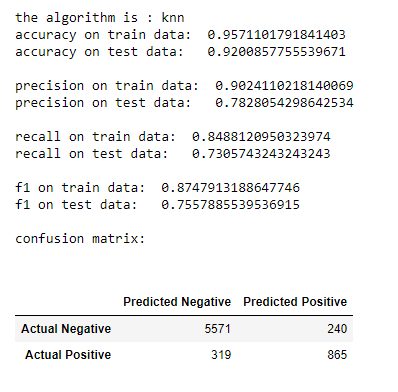 the algorithm is : knn
accuracy on train data:  0.9571101791841403
accuracy on test data:   0.9200857755539671
precision on train data:  0.9024110218140069
precision on test data:   0.7828054298642534
recall on train data:  0.8488120950323974
recall on test data:   0.7305743243243243
f1 on train data:  0.8747913188647746
f1 on test data:   0.7557885539536915
confusion matrix:
Predicted Negative Predicted Positive
Actual Negative 5571 240
Actual Positive 319 865